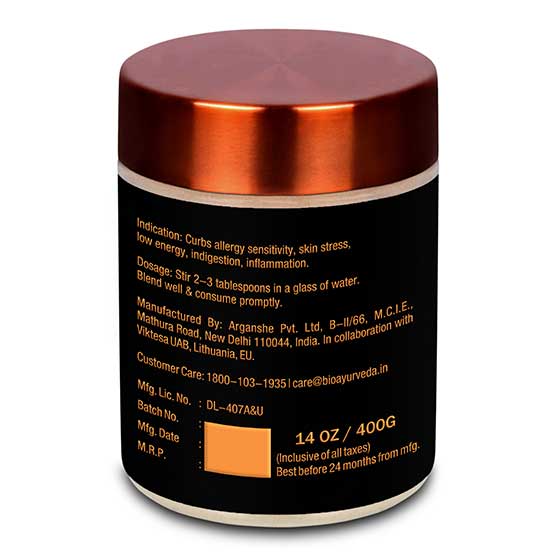 Indication: Curbs allergy sensitivity, skin stress,
low energy, indigestion, inflammation.
Dosage: Stir 2–3 tablespoons in a glass of water.
Blend well & consume promptly.
Manufactured By: Arganshe Pvt. Ltd, B–II/66, M.C.I.E.,
Mathura Road, New Delhi 110044, India. In collaboration with
Viktesa UAB, Lithuania, EU.
Customer Care: 1800–103–1935 | care@bioayurveda.in
Mfg. Lic. No. : DL–407A&U
Batch No. :
Mfg. Date :
M.R.P. :
14 OZ / 400G
(Inclusive of all taxes)
Best before 24 months from mfg.